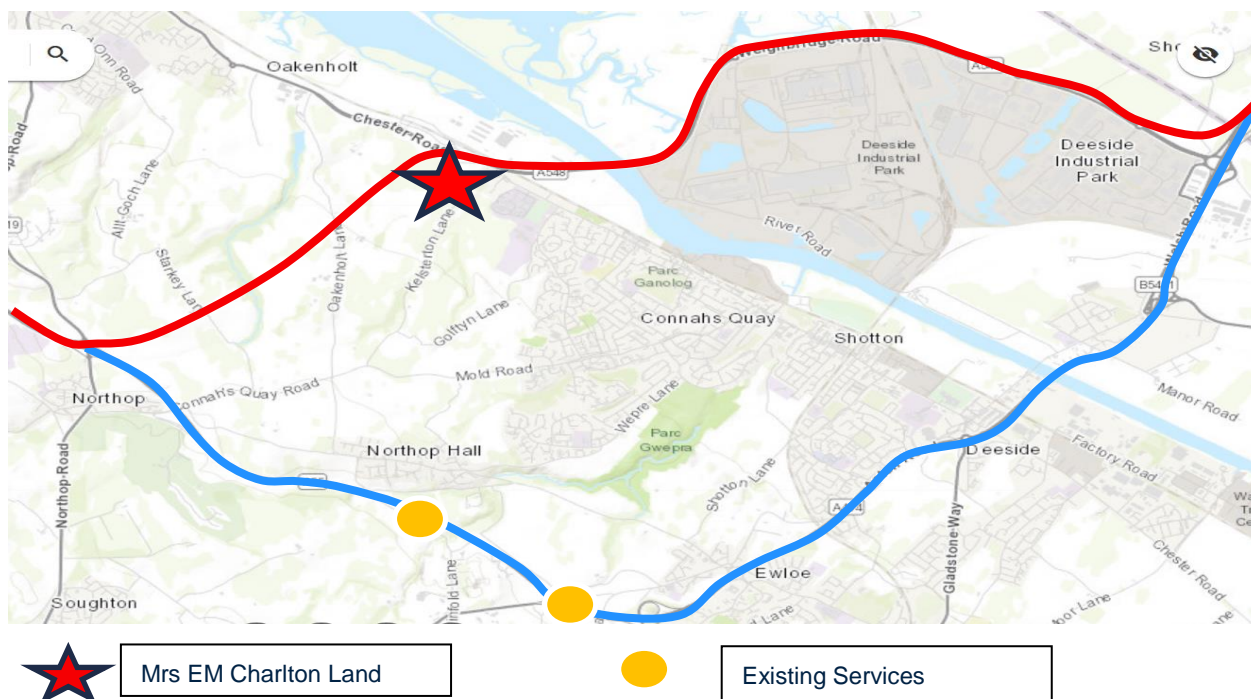 Oakenholt
Weighbridge Road
Chester Road
Allt-Goch Lane
Starkey Lane
Oakenholt Lane
Kelsterton Lane
A548
Deeside
Industrial
Park
Deeside
Industrial
Park
River Road
Welsh Road
Parc
Ganolog
Golftyn Lane
Connahs Quay
Shotton
Mold Road
Connah's Quay Road
Northop
Wepre Lane
Manor Road
Northop Hall
Parc
Gwepra
Deeside
Factory Road
Shotton Lane
Northop-Road
Gladstone-Way
Ewloe
Chester Road
Soughton
Mrs EM Charlton Land
Existing Services